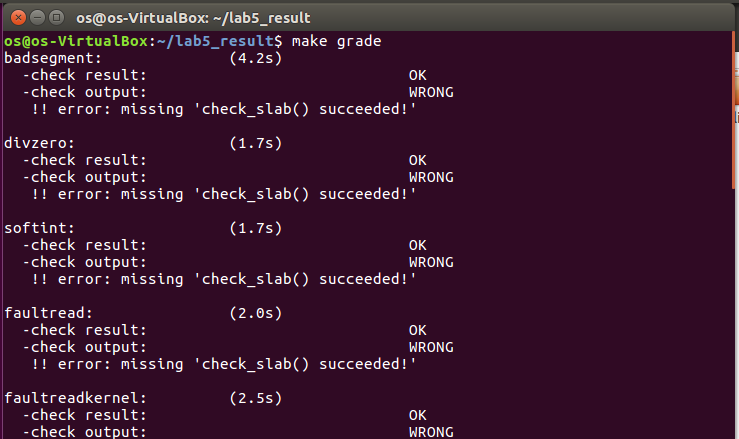 os@os-VirtualBox: ~/lab5_result
os@os-VirtualBox:~/lab5_result$ make grade
badsegment: (4.2s)
-check result: OK
-check output: WRONG
!! error: missing 'check_slab() succeeded!'
divzero: (1.7s)
-check result: OK
-check output: WRONG
!! error: missing 'check_slab() succeeded!'
softint: (1.7s)
-check result: OK
-check output: WRONG
!! error: missing 'check_slab() succeeded!'
faultread: (2.0s)
-check result: OK
-check output: WRONG
!! error: missing 'check_slab() succeeded!'
faultreadkernel: (2.5s)
-check result: OK
-check output: WRONG